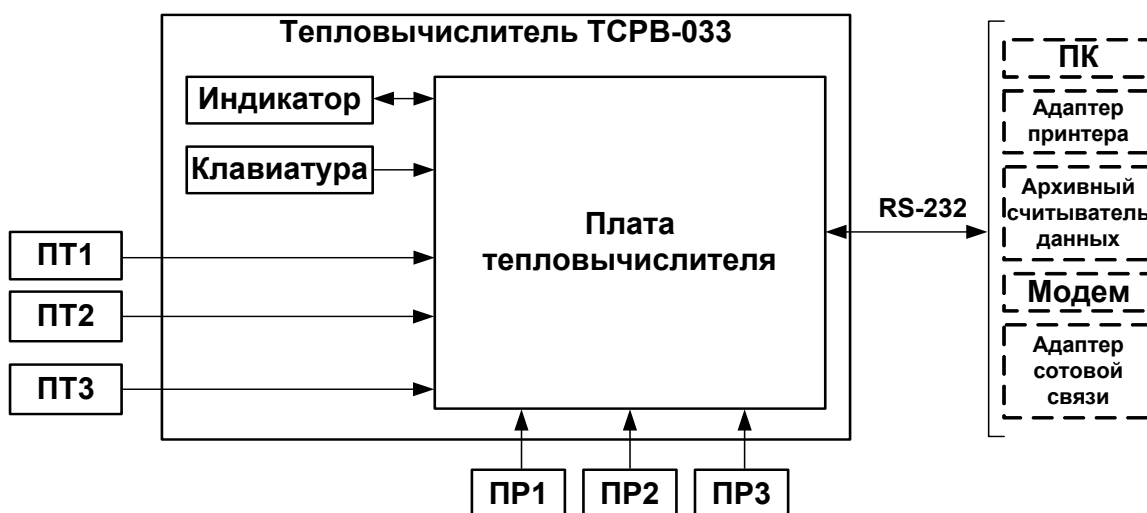 Тепловычислитель ТСРВ-033
Индикатор
Клавиатура
Плата
тепловычислителя
ПТ1
ПТ2
ПТ3
ПР1
ПР2
ПР3
RS-232
ПК
Адаптер
принтера
Архивный
считыватель
данных
Модем
Адаптер
сотовой
связи